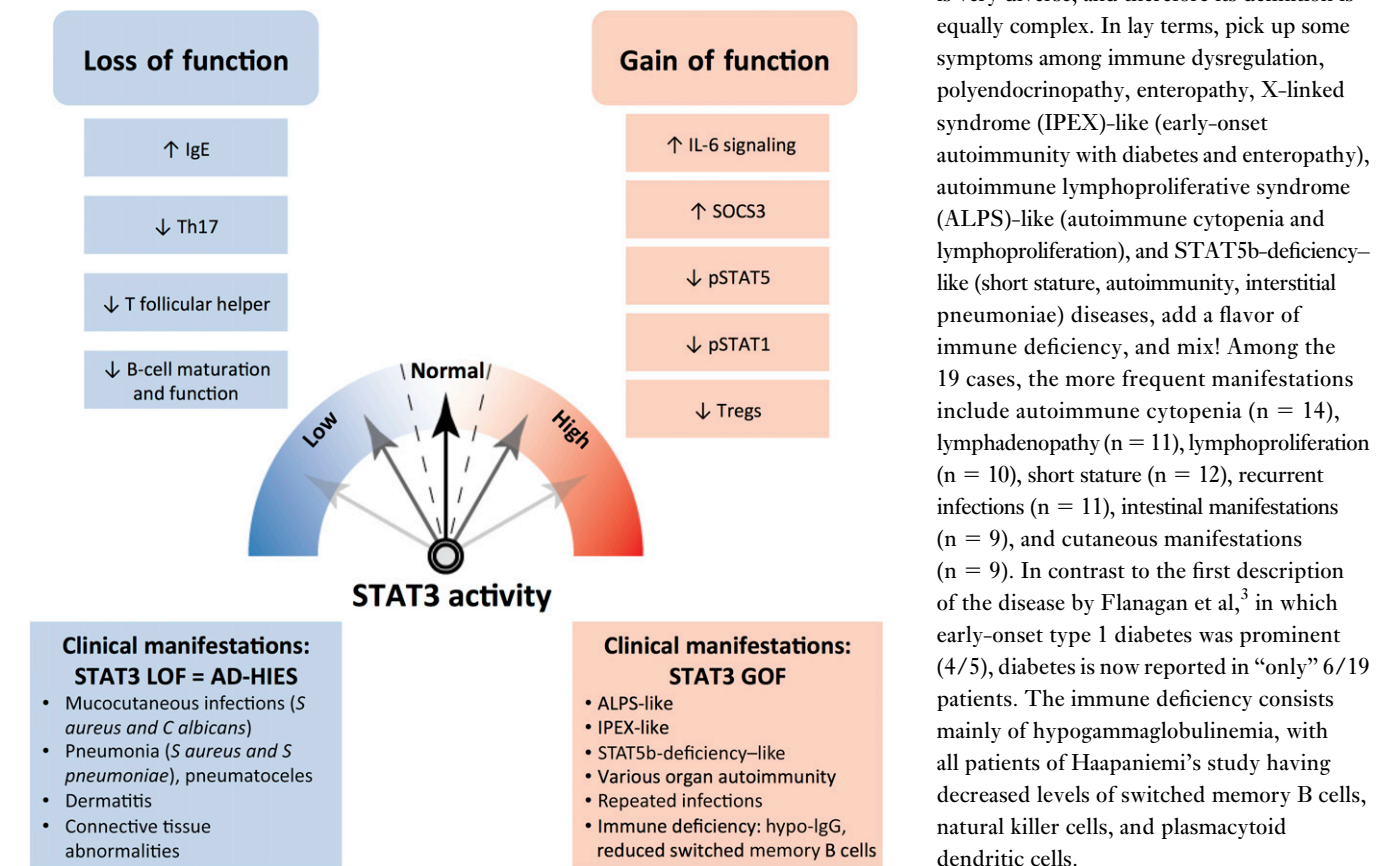 Loss of function
↑ IgE
↓ Th17
↓ T follicular helper
↓ B-cell maturation
and function
Gain of function
↑ IL-6 signaling
↑ SOCS3
↓ pSTAT5
↓ pSTAT1
↓ Tregs
Low
Normal
High
STAT3 activity
Clinical manifestations:
STAT3 LOF = AD-HIES
• Mucocutaneous infections (S
aureus and C albicans)
• Pneumonia (S aureus and S
pneumoniae), pneumatoceles
• Dermatitis
• Connective tissue
abnormalities
Clinical manifestations:
STAT3 GOF
• ALPS-like
• IPEX-like
• STAT5b-deficiency–like
• Various organ autoimmunity
• Repeated infections
• Immune deficiency: hypo-IgG,
reduced switched memory B cells
is very diverse, and therefore its definition is
equally complex. In lay terms, pick up some
symptoms among immune dysregulation,
polyendocrinopathy, enteropathy, X-linked
syndrome (IPEX)-like (early-onset
autoimmunity with diabetes and enteropathy),
autoimmune lymphoproliferative syndrome
(ALPS)-like (autoimmune cytopenia and
lymphoproliferation), and STAT5b-deficiency–
like (short stature, autoimmunity, interstitial
pneumoniae) diseases, add a flavor of
immune deficiency, and mix! Among the
19 cases, the more frequent manifestations
include autoimmune cytopenia (n = 14),
lymphadenopathy (n = 11), lymphoproliferation
(n = 10), short stature (n = 12), recurrent
infections (n = 11), intestinal manifestations
(n = 9), and cutaneous manifestations
(n = 9). In contrast to the first description
of the disease by Flanagan et al,3 in which
early-onset type 1 diabetes was prominent
(4/5), diabetes is now reported in “only” 6/19
patients. The immune deficiency consists
mainly of hypogammaglobulinemia, with
all patients of Haapaniemi’s study having
decreased levels of switched memory B cells,
natural killer cells, and plasmacytoid
dendritic cells.